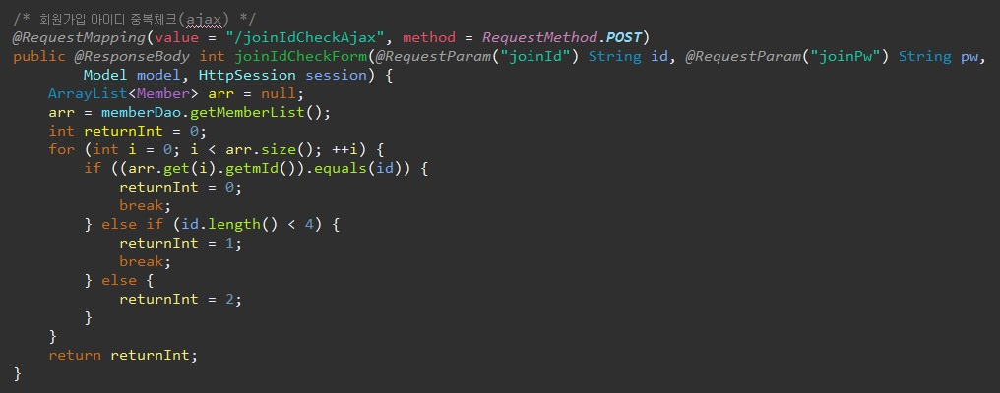 /* 회원가입 아이디 중복체크(ajax) */
@RequestMapping(value = "/joinIdCheckAjax", method = RequestMethod.POST)
public @ResponseBody int joinIdCheckForm(@RequestParam("joinId") String id, @RequestParam("joinPw") String pw,
        Model model, HttpSession session) {
    ArrayList<Member> arr = null;
    arr = memberDao.getMemberList();
    int returnInt = 0;
    for (int i = 0; i < arr.size(); ++i) {
        if ((arr.get(i).getmId()).equals(id)) {
            returnInt = 0;
            break;
        } else if (id.length() < 4) {
            returnInt = 1;
            break;
        } else {
            returnInt = 2;
        }
    }
    return returnInt;
}